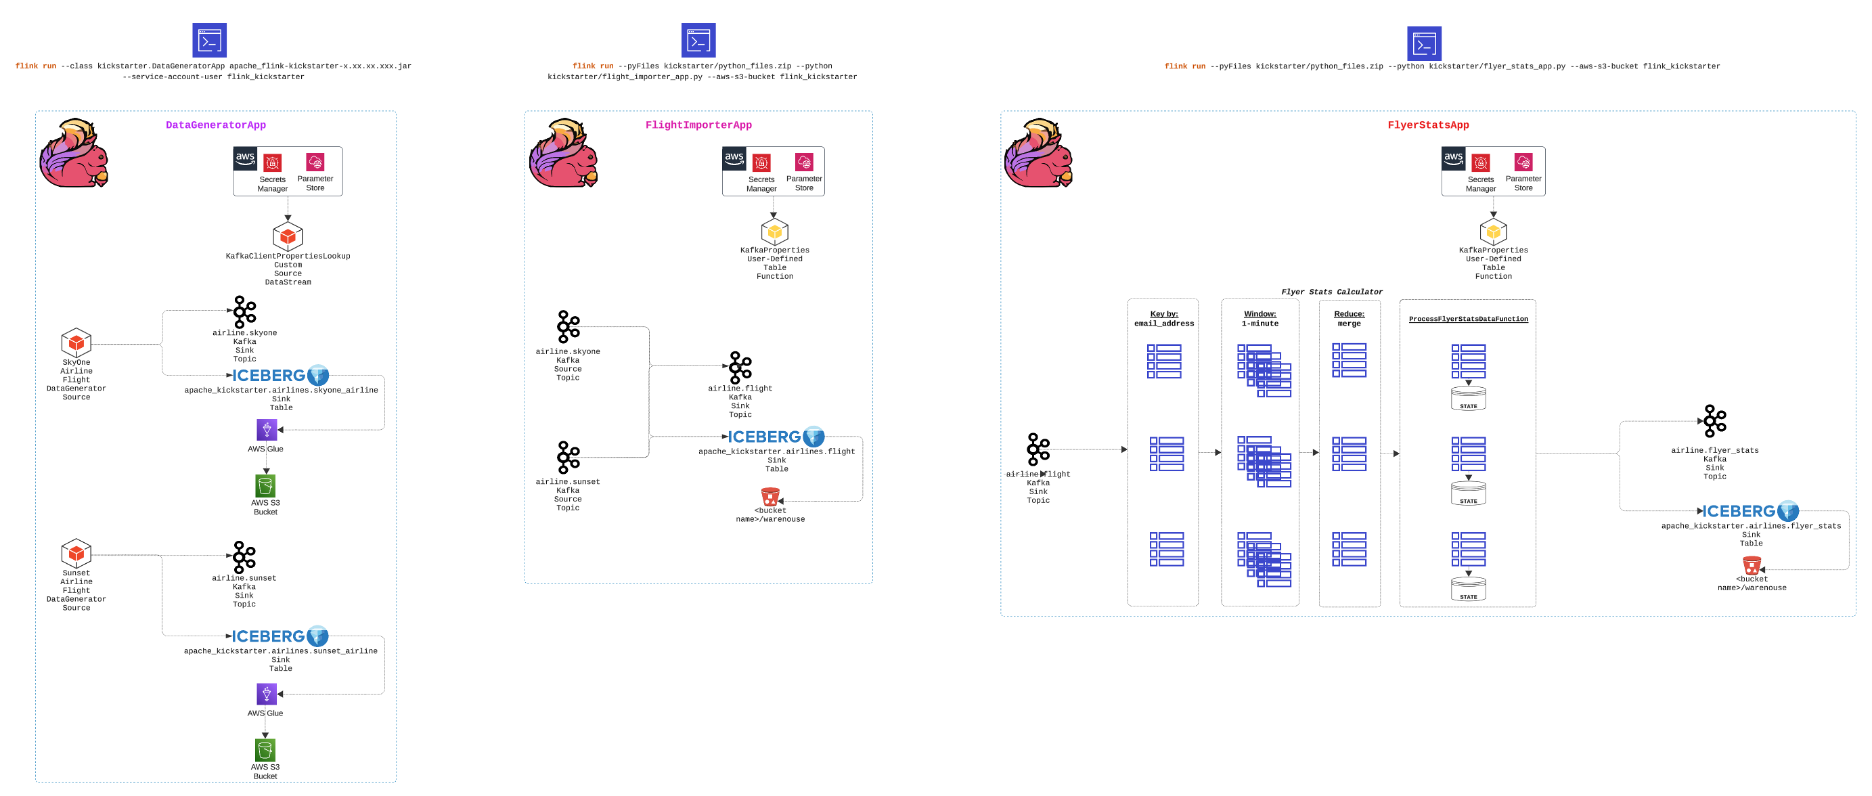 flink run --class kickstarter.DataGeneratorApp apache_flink-kickstarter-x.xx.xx.xxx.jar
--service-account-user flink_kickstarter
DataGeneratorApp
aws
Secrets
Manager
Parameter
Store
KafkaClientPropertiesLookup
Custom
Source
DataStream
airline.skyone
Kafka
Sink
Topic
SkyOne
Airline
Flight
DataGenerator
Source
ICEBERG
apache_kickstarter.airlines.skyone_airline
Sink
Table
AWS Glue
AWS S3
Bucket
Sunset
Airline
Flight
DataGenerator
Source
airline.sunset
Kafka
Sink
Topic
ICEBERG
apache_kickstarter.airlines.sunset_airline
Sink
Table
AWS Glue
AWS S3
Bucket
flink run --pyFiles kickstarter/python_files.zip --python
kickstarter/flight_importer_app.py --aws-s3-bucket flink_kickstarter
FlightImporterApp
aws
Secrets
Manager
Parameter
Store
KafkaProperties
User-Defined
Table
Function
airline.skyone
Kafka
Source
Topic
airline.flight
Kafka
Sink
Topic
ICEBERG
apache_kickstarter.airlines.flight
Sink
Table
airline.sunset
Kafka
Source
Topic
<bucket
name>/warenouse
flink run --pyFiles kickstarter/python_files.zip --python kickstarter/flyer_stats_app.py --aws-s3-bucket flink_kickstarter
FlyerStatsApp
aws
Secrets
Manager
Parameter
Store
KafkaProperties
User-Defined
Table
Function
Flyer Stats Calculator
Key by:
email_address
Window:
1-minute
Reduce:
merge
ProcessFlyerStatsDataFunction
STATE
STATE
STATE
airline.flight
Kafka
Sink
Topic
airline.flyer_stats
Kafka
Sink
Topic
ICEBERG
apache_kickstarter.airlines.flyer_stats
Sink
Table
<bucket
name>/warenouse